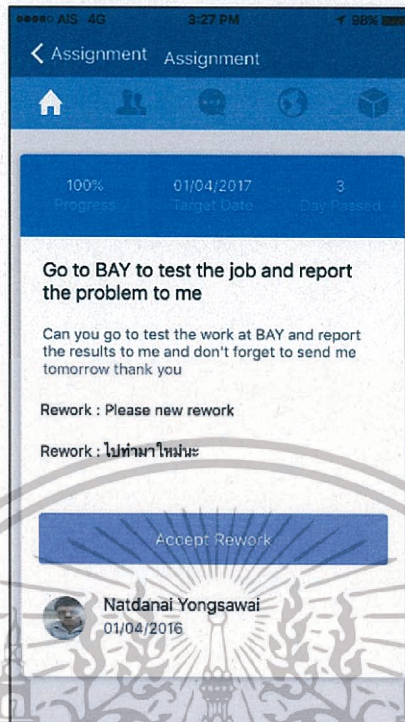 AIS 4G 3:27 PM 98%
Assignment Assignment
100% 01/04/2017 3
Progress Target Date Day Passed
Go to BAY to test the job and report
the problem to me
Can you go to test the work at BAY and report
the results to me and don't forget to send me
tomorrow thank you
Rework : Please new rework
Rework : ไปทำมาใหม่นะ
Accept Rework
Natdanai Yongsawai
01/04/2016